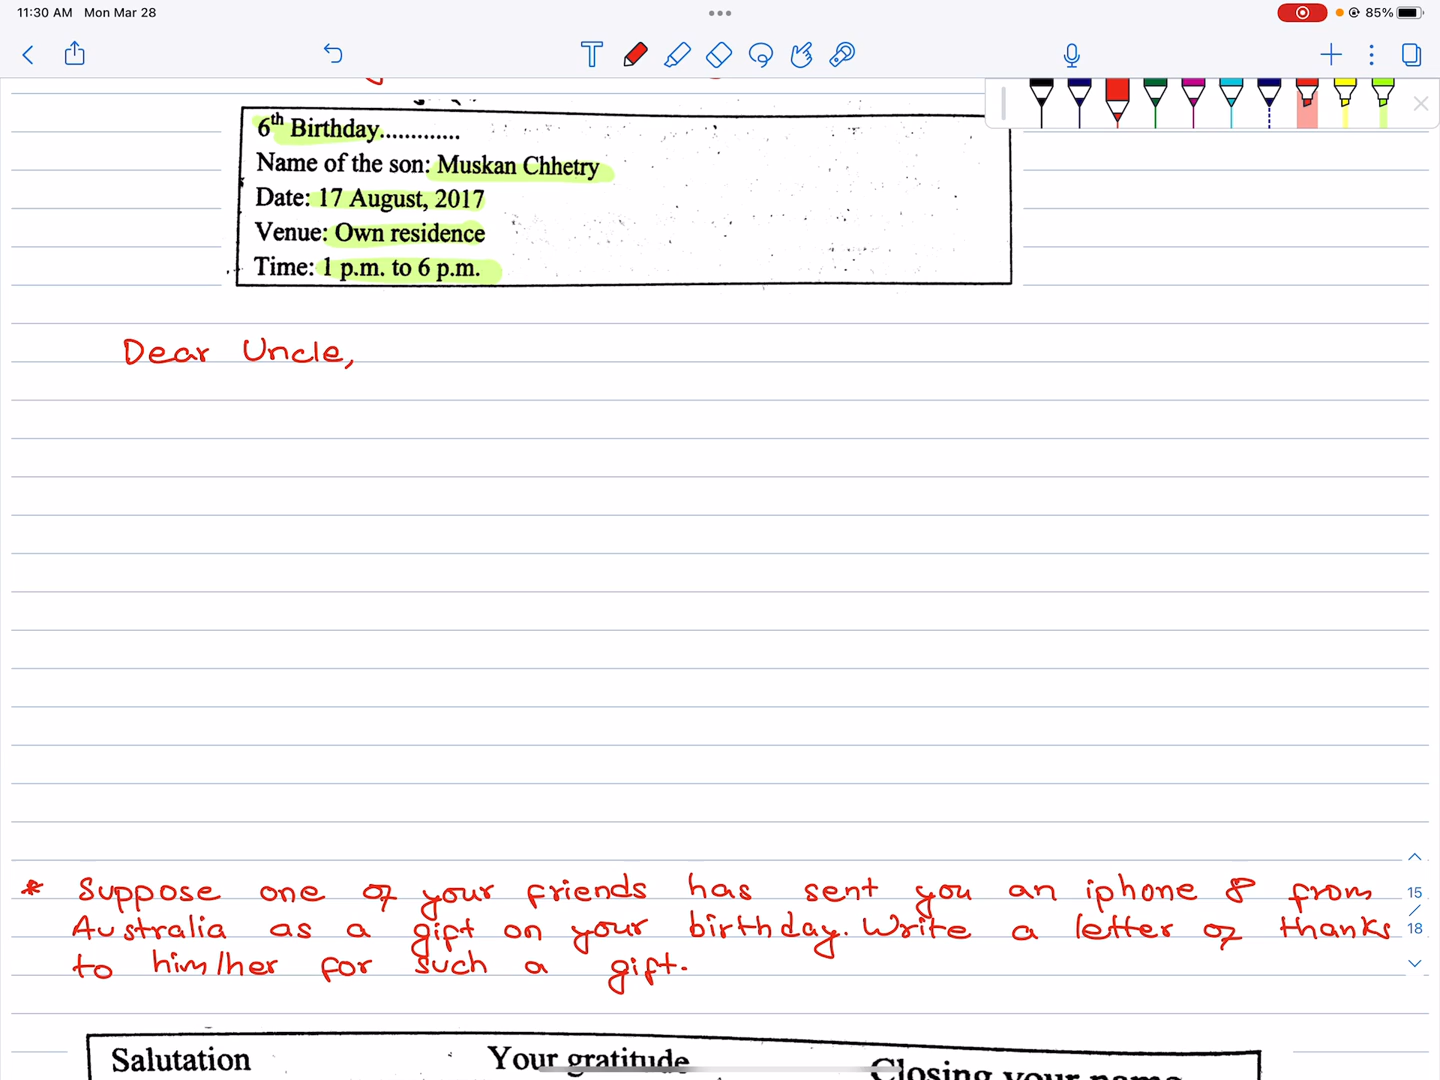 11:30 AM Mon Mar 28
85%
6th Birthday.............
Name of the son: Muskan Chhetry
Date: 17 August, 2017
Venue: Own residence
Time: 1 p.m. to 6 p.m.
Dear Uncle,
* Suppose one of your friends has sent you an iphone 8 from
Australia as a gift on your birthday. Write a letter of thanks
to him/her for such a gift.
15
/
18
Salutation Your gratitude Closing your name